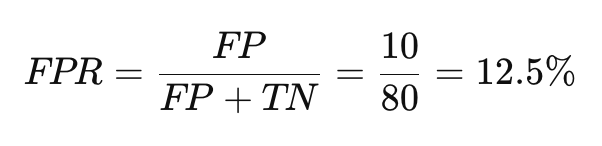 FPR = FP / (FP + TN) = 10 / 80 = 12.5%